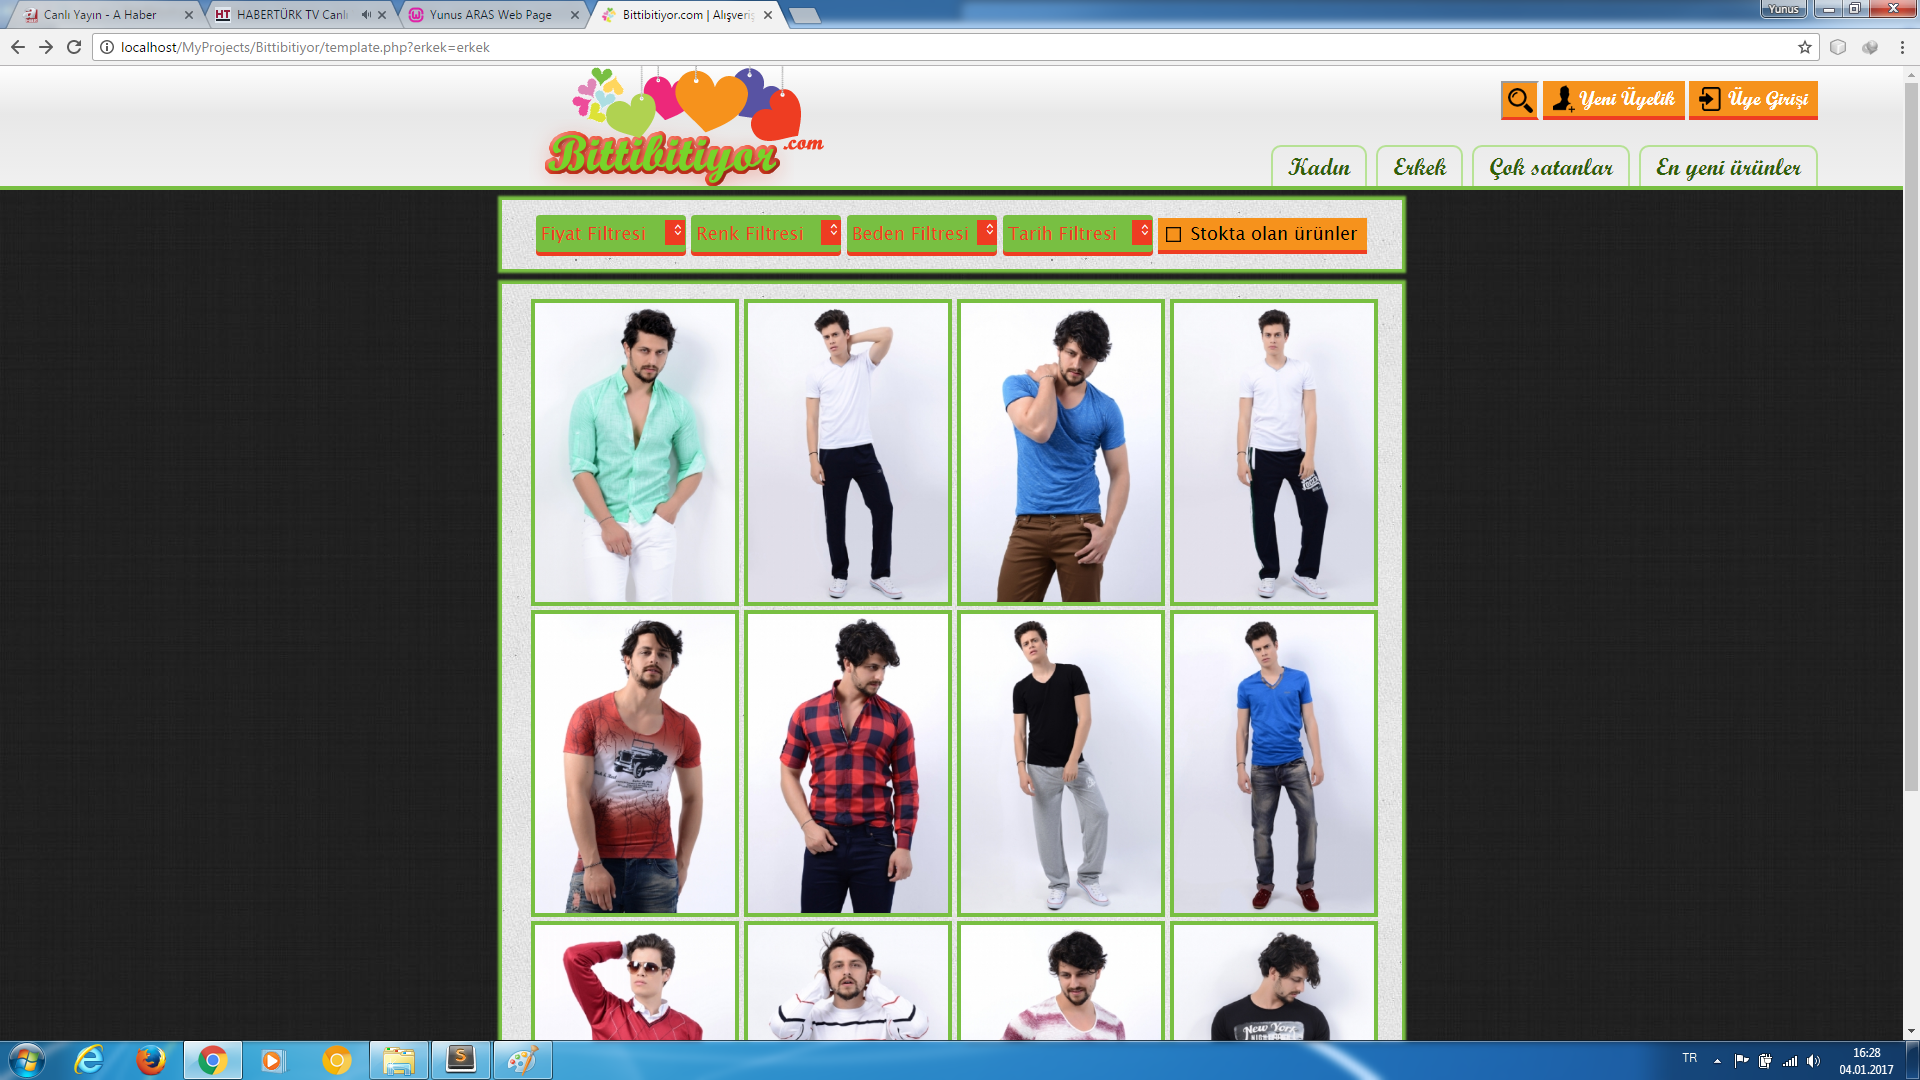 Canlı Yayın - A Haber
HABERTÜRK TV Canlı
Yunus ARAS Web Page
Bittibitiyor.com | Alışveriş
Yunus
localhost/MyProjects/Bittibitiyor/template.php?erkek=erkek
Bittibitiyor.com
Yeni Üyelik
Üye Girişi
Kadın
Erkek
Çok satanlar
En yeni ürünler
Fiyat Filtresi
Renk Filtresi
Beden Filtresi
Tarih Filtresi
Stokta olan ürünler
New York
TR
16:28
04.01.2017